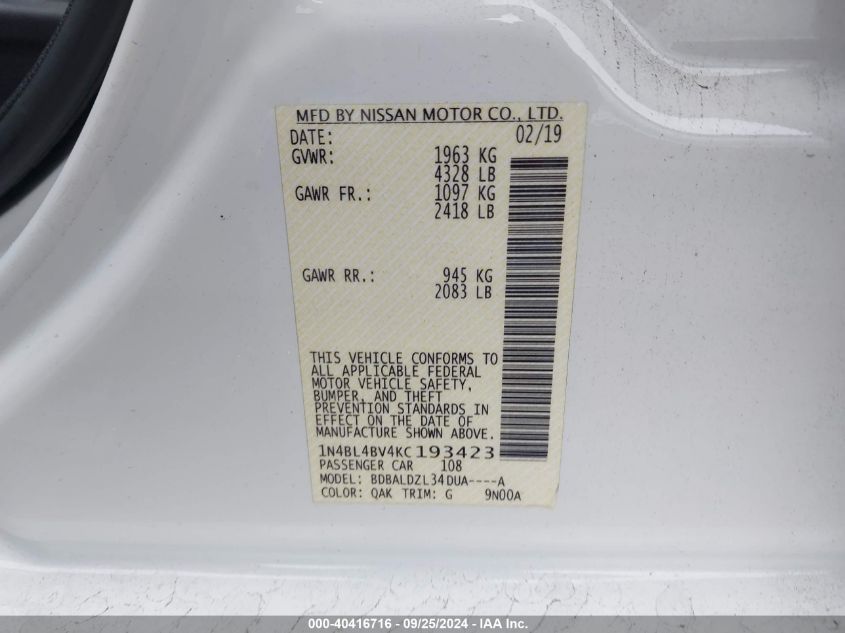 MFD BY NISSAN MOTOR CO., LTD.
DATE: 02/19
GVWR: 1963 KG
4328 LB
GAWR FR.: 1097 KG
2418 LB
GAWR RR.: 945 KG
2083 LB
THIS VEHICLE CONFORMS TO
ALL APPLICABLE FEDERAL
MOTOR VEHICLE SAFETY,
BUMPER, AND THEFT
PREVENTION STANDARDS IN
EFFECT ON THE DATE OF
MANUFACTURE SHOWN ABOVE.
1N4BL4BV4KC193423
PASSENGER CAR 108
MODEL: BDBALDZL34DUA----A
COLOR: QAK TRIM: G 9N00A
000-40416716 - 09/25/2024 - IAA Inc.